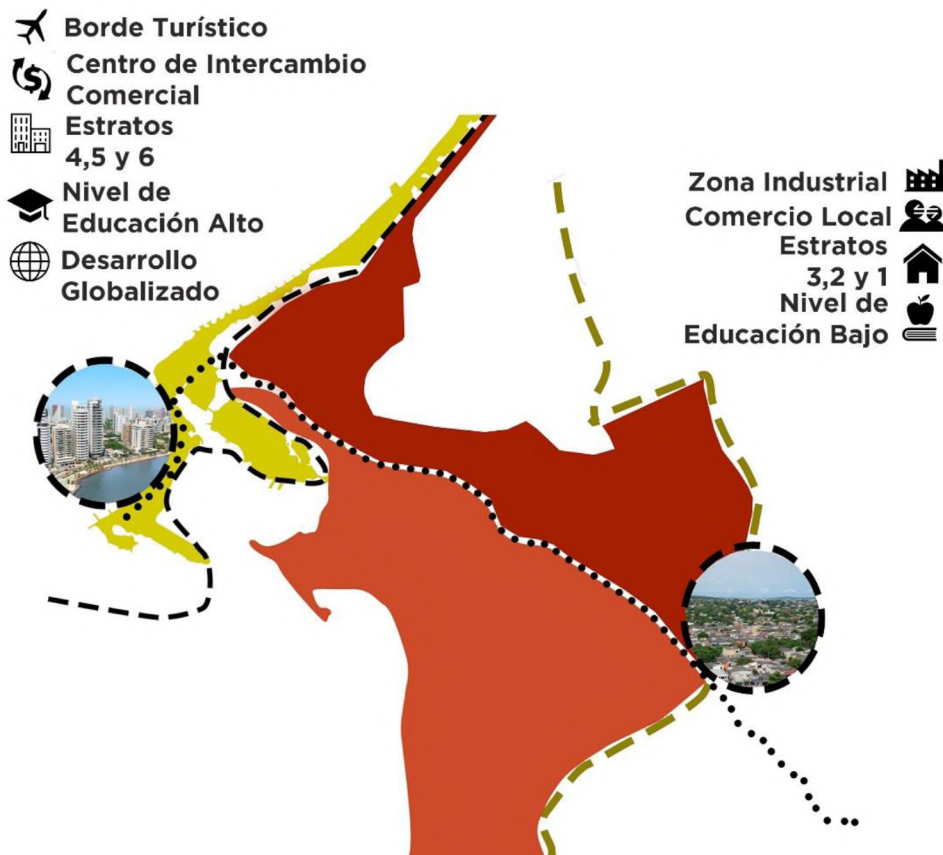 Borde Turístico
Centro de Intercambio
Comercial
Estratos
4,5 y 6
Nivel de
Educación Alto
Desarrollo
Globalizado
Zona Industrial
Comercio Local
Estratos
3,2 y 1
Nivel de
Educación Bajo